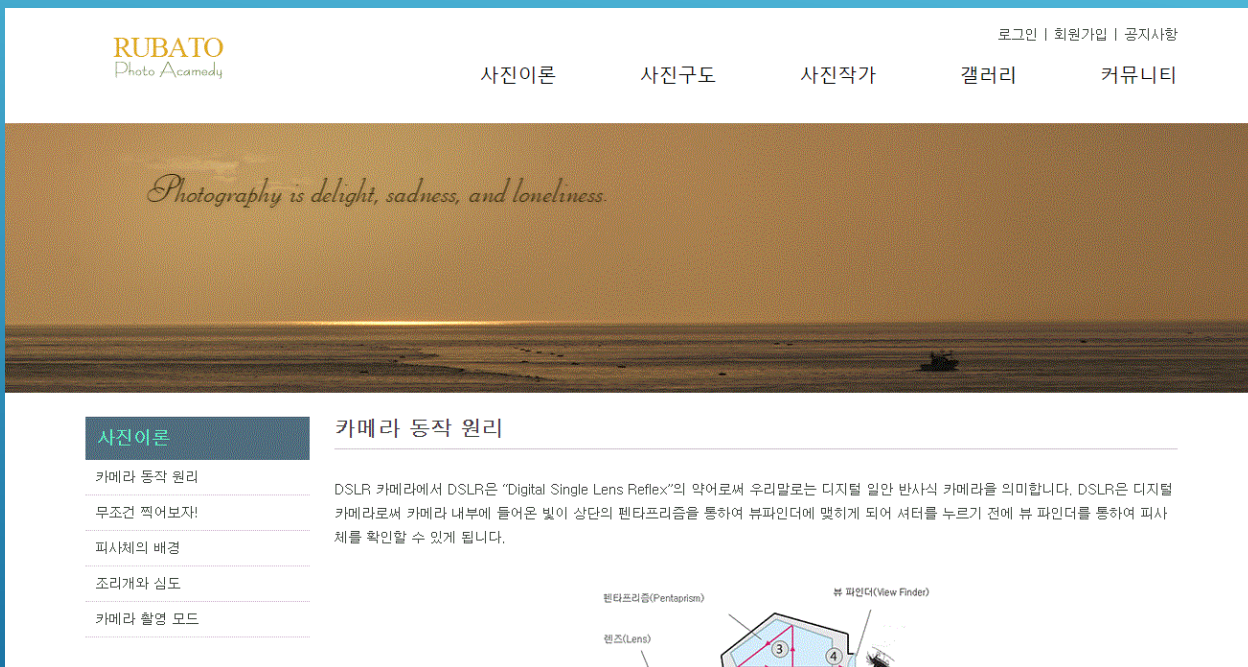 RUBATO
Photo Acamedy
로그인 | 회원가입 | 공지사항
사진이론 사진구도 사진작가 갤러리 커뮤니티
Photography is delight, sadness, and loneliness.
사진이론
카메라 동작 원리
무조건 찍어보자!
피사체의 배경
조리개와 심도
카메라 촬영 모드
카메라 동작 원리
DSLR 카메라에서 DSLR은 “Digital Single Lens Reflex”의 약어로써 우리말로는 디지털 일안 반사식 카메라을 의미합니다. DSLR은 디지털
카메라로써 카메라 내부에 들어온 빛이 상단의 펜타프리즘을 통하여 뷰파인더에 맺히게 되어 셔터를 누르기 전에 뷰 파인더를 통하여 피사
체를 확인할 수 있게 됩니다.
펜타프리즘(Pentaprism)
뷰 파인더(View Finder)
렌즈(Lens)
3
4